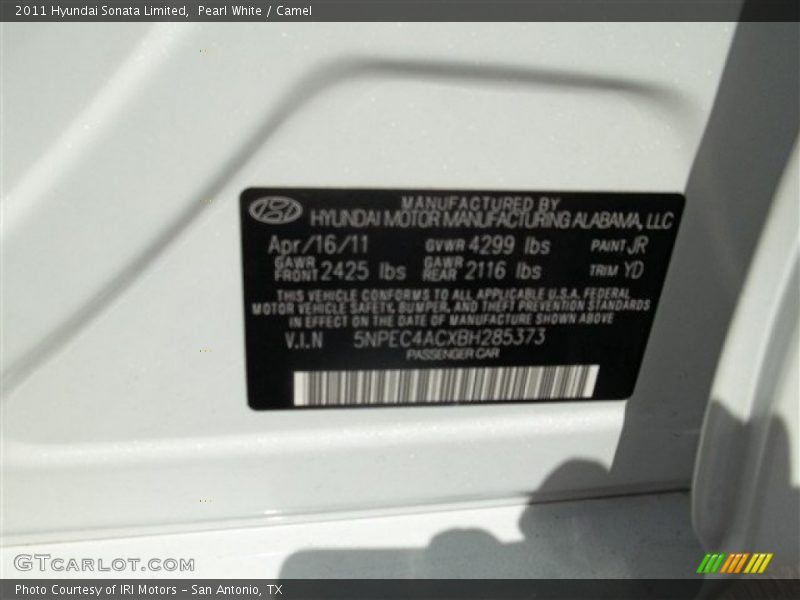 2011 Hyundai Sonata Limited, Pearl White / Camel
MANUFACTURED BY
HYUNDAI MOTOR MANUFACTURING ALABAMA, LLC
Apr/16/11 GVWR 4299 lbs PAINT JR
GAWR FRONT 2425 lbs GAWR REAR 2116 lbs TRIM YD
THIS VEHICLE CONFORMS TO ALL APPLICABLE U.S.A. FEDERAL
MOTOR VEHICLE SAFETY, BUMPER, AND THEFT PREVENTION STANDARDS
IN EFFECT ON THE DATE OF MANUFACTURE SHOWN ABOVE
V.I.N 5NPEC4ACXBH285373
PASSENGER CAR
GTCARLOT.COM
Photo Courtesy of IRI Motors - San Antonio, TX